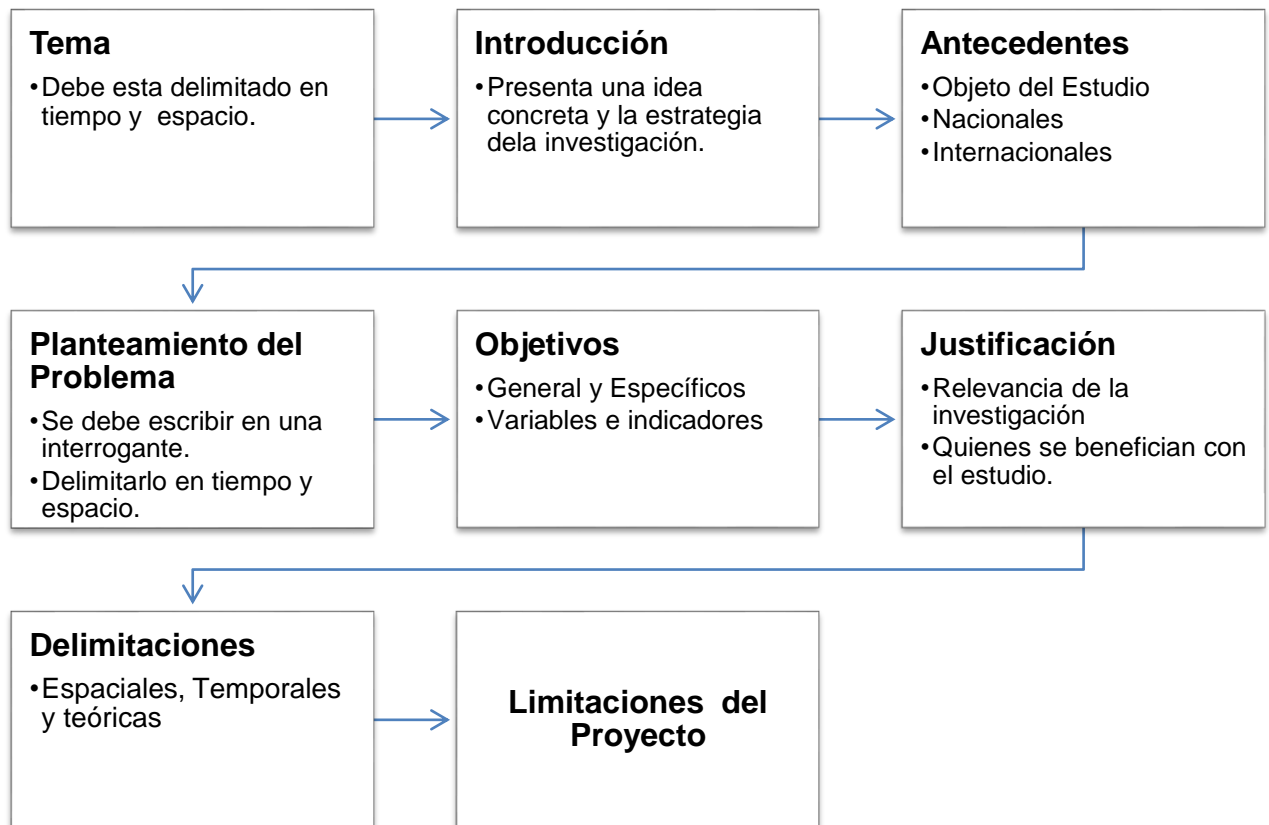 Tema
•Debe esta delimitado en
tiempo y espacio.
Introducción
•Presenta una idea
concreta y la estrategia
dela investigación.
Antecedentes
•Objeto del Estudio
•Nacionales
•Internacionales
Planteamiento del
Problema
•Se debe escribir en una
interrogante.
•Delimitarlo en tiempo y
espacio.
Objetivos
•General y Específicos
•Variables e indicadores
Justificación
•Relevancia de la
investigación
•Quienes se benefician con
el estudio.
Delimitaciones
•Espaciales, Temporales
y teóricas
Limitaciones del
Proyecto